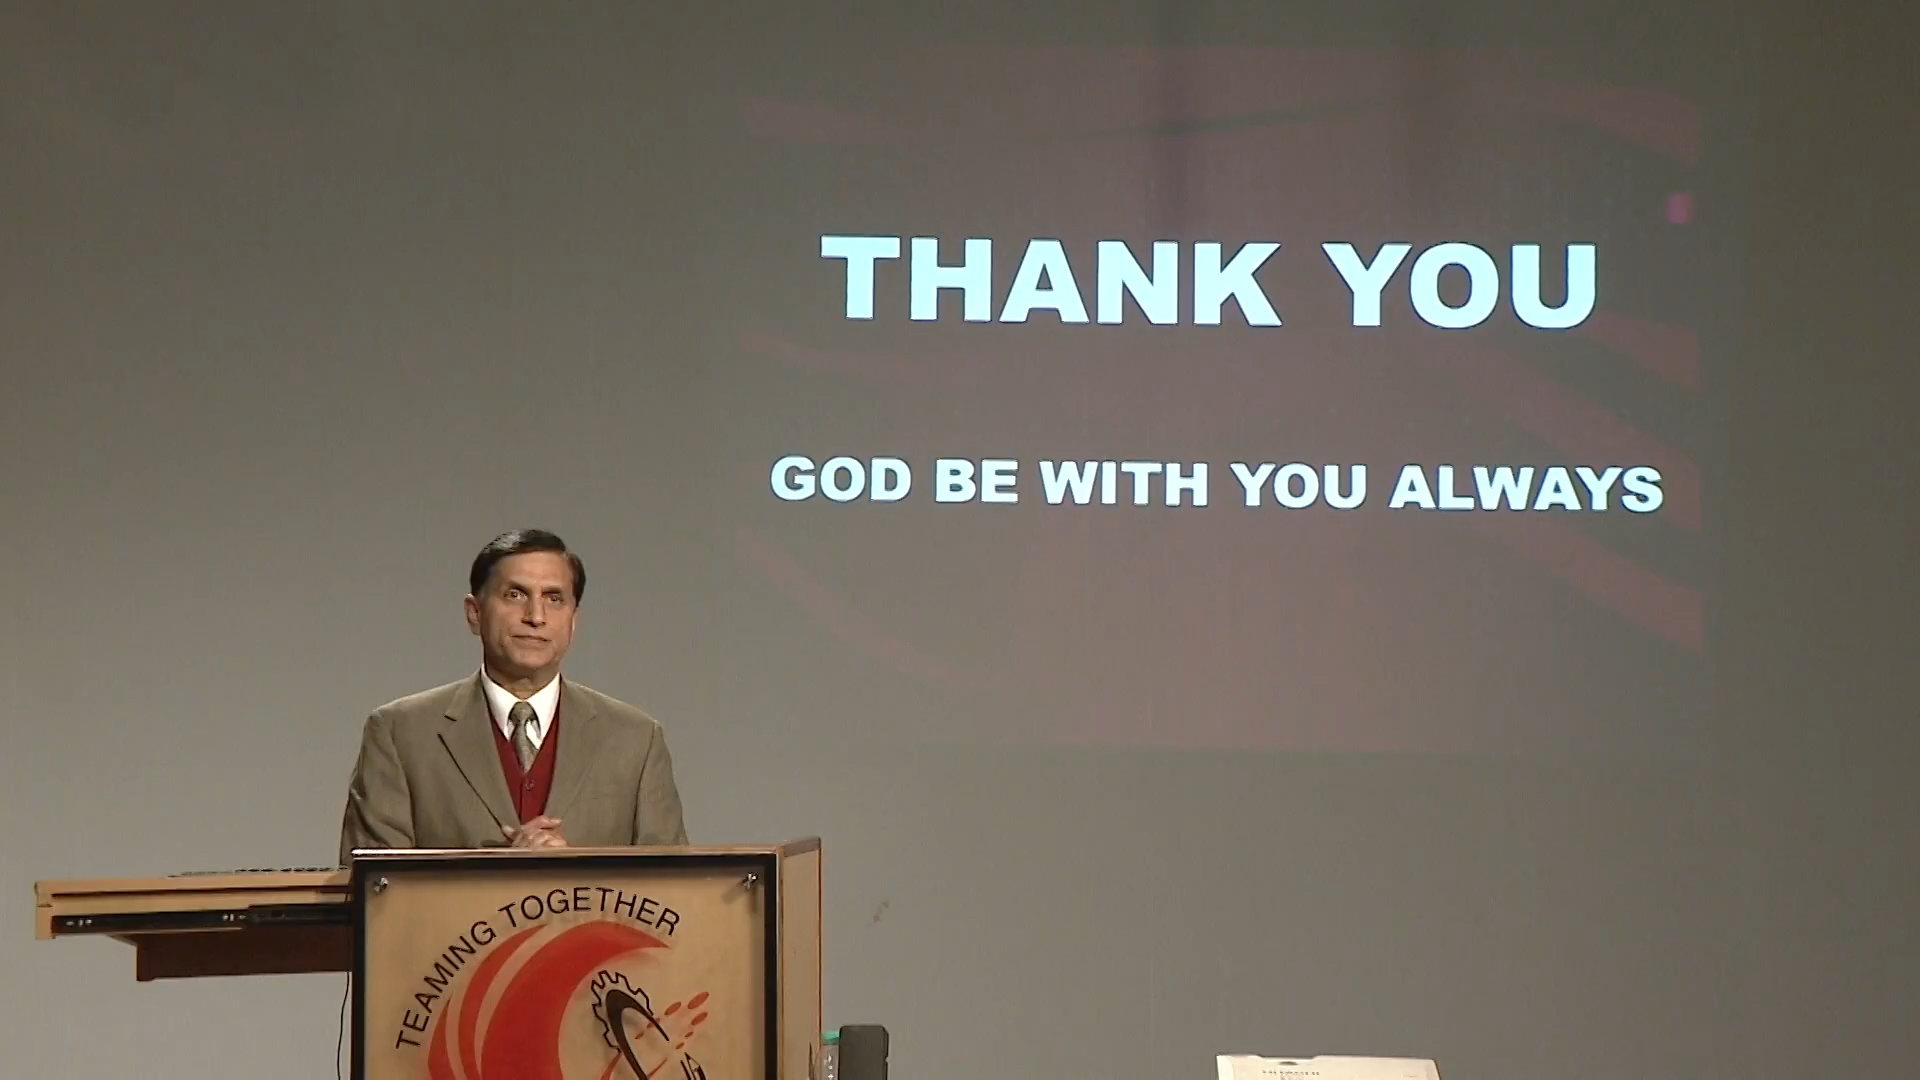 THANK YOU
GOD BE WITH YOU ALWAYS
TEAMING TOGETHER